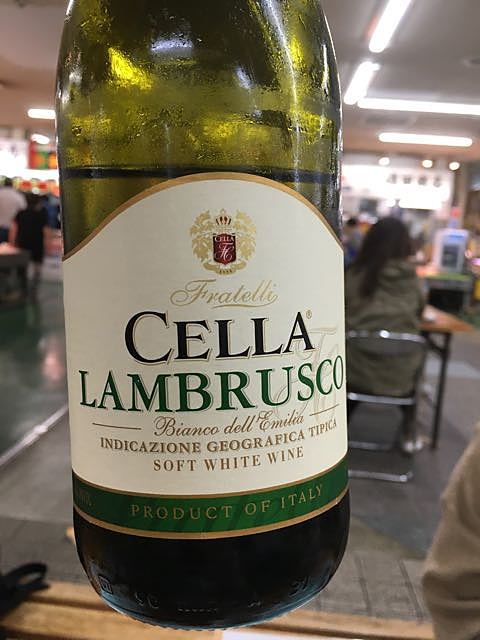 CELLA
Fratelli
CELLA®
LAMBRUSCO
Bianco dell'Emilia
INDICAZIONE GEOGRAFICA TIPICA
SOFT WHITE WINE
PRODUCT OF ITALY